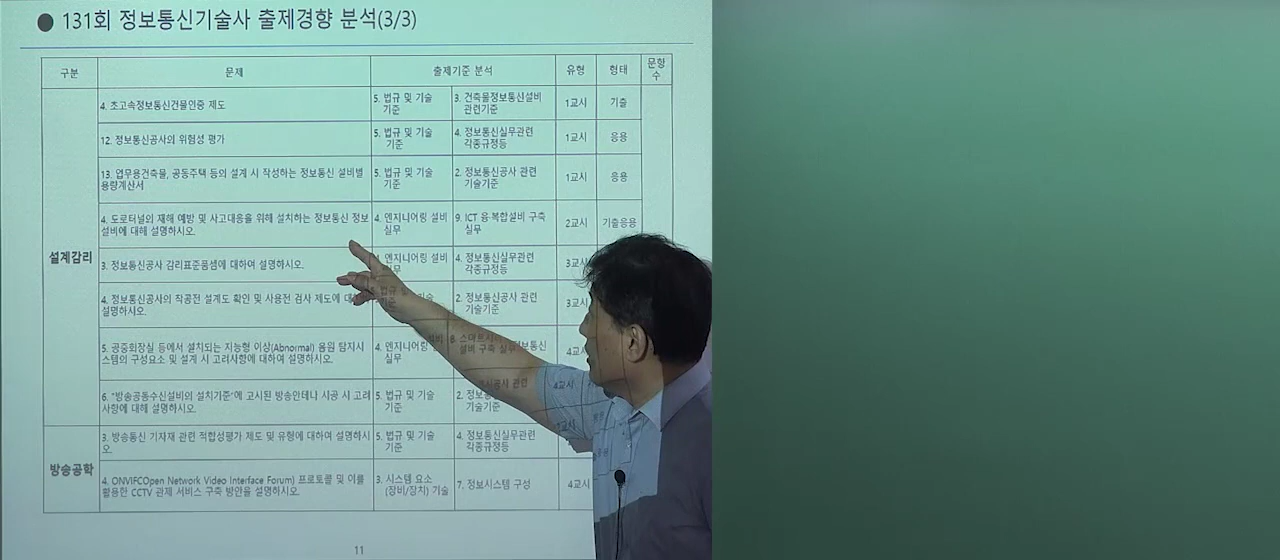 ● 131회 정보통신기술사 출제경향 분석(3/3)
구분 문제 출제기준 분석 유형 형태 문항
수
설계감리
4. 초고속정보통신건물인증 제도 5. 법규 및 기술 3. 건축물정보통신설비 1교시 기출
기준 관련기준
12. 정보통신공사의 위험성 평가 5. 법규 및 기술 4. 정보통신실무관련 1교시 응용
기준 각종규정등
13. 업무용건축물, 공동주택 등의 설계 시 작성하는 정보통신 설비별 5. 법규 및 기술 2. 정보통신공사 관련 1교시 응용
용량계산서 기준 기술기준
4. 도로터널의 재해 예방 및 사고대응을 위해 설치하는 정보통신 정보 4. 엔지니어링 설비 9. ICT 융·복합설비 구축 2교시 기출응용
설비에 대해 설명하시오. 실무 실무
3. 정보통신공사 감리표준품셈에 대하여 설명하시오. 엔지니어링 설비 4. 정보통신실무관련 3교시
각종규정등
4. 정보통신공사의 착공전 설계도 확인 및 사용전 검사 제도에 2. 정보통신공사 관련 3교시
설명하시오. 기술기준
5. 공중화장실 등에서 설치되는 지능형 이상(Abnormal) 음원 탐지시 4. 엔지니어링
스템의 구성요소 및 설계 시 고려사항에 대하여 설명하시오. 실무 설비 구축
6. "방송공동수신설비의 설치기준"에 고시된 방송안테나 시공 시 고려 5. 법규 및 기술 2. 4교시
사항에 대해 설명하시오. 기준 기술기준
방송공학
3. 방송통신 기자재 관련 적합성평가 제도 및 유형에 대하여 설명하시 5. 법규 및 기술 4. 정보통신실무관련
오. 기준 각종규정등
4. ONVIFCOpen Network Video Interface Forum) 프로토콜 및 이를 3. 시스템 요소 7. 정보시스템 구성 4교시
활용한 CCTV 관제 서비스 구축 방안을 설명하시오. (장비/장치) 기술
11